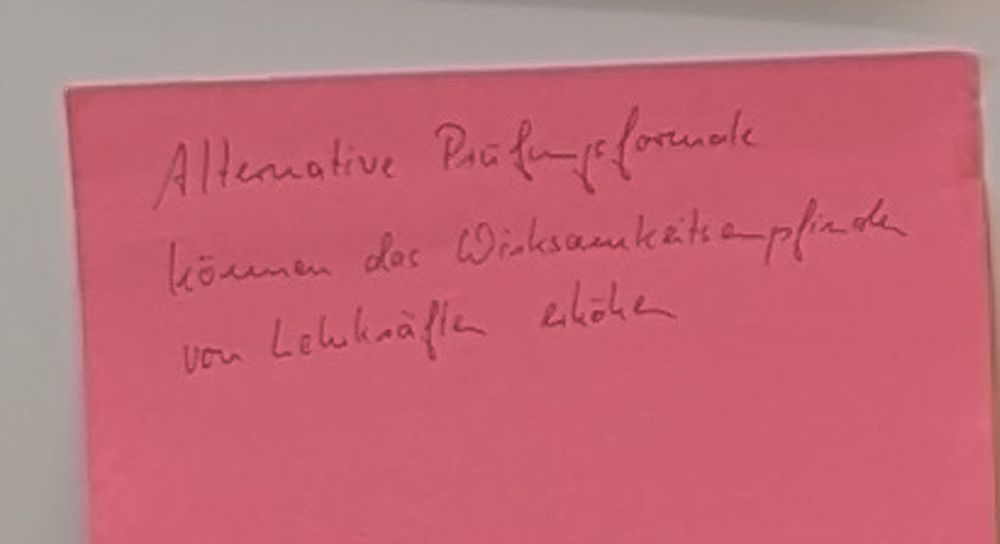 Alternative Prüfungsformate
können das Wirksamkeitsempfinden
von Lehrkräften erhöhen